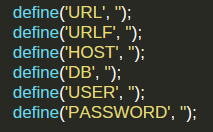 define('URL', '');
define('URLF', '');
define('HOST', '');
define('DB', '');
define('USER', '');
define('PASSWORD', '');